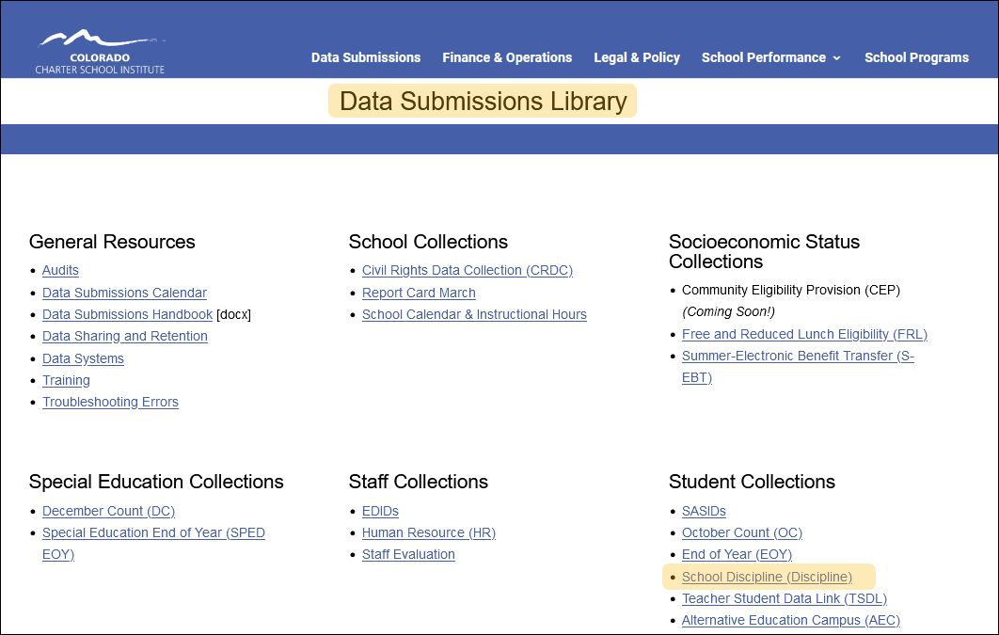 COLORADO
CHARTER SCHOOL INSTITUTE
Data Submissions
Finance & Operations
Legal & Policy
School Performance
School Programs
Data Submissions Library
General Resources
Audits
Data Submissions Calendar
Data Submissions Handbook [docx]
Data Sharing and Retention
Data Systems
Training
Troubleshooting Errors
School Collections
Civil Rights Data Collection (CRDC)
Report Card March
School Calendar & Instructional Hours
Socioeconomic Status
Collections
Community Eligibility Provision (CEP)
(Coming Soon!)
Free and Reduced Lunch Eligibility (FRL)
Summer-Electronic Benefit Transfer (S-
EBT)
Special Education Collections
December Count (DC)
Special Education End of Year (SPED
EOY)
Staff Collections
EDIDs
Human Resource (HR)
Staff Evaluation
Student Collections
SASIDs
October Count (OC)
End of Year (EOY)
School Discipline (Discipline)
Teacher Student Data Link (TSDL)
Alternative Education Campus (AEC)